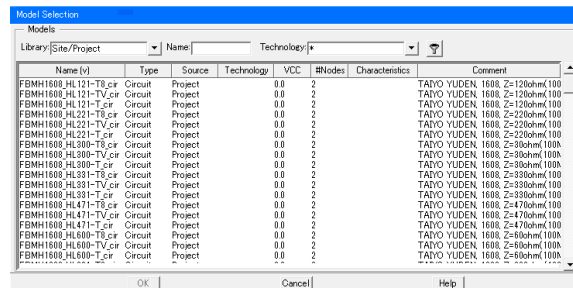 Model Selection
Models
Library: Site/Project Name: Technology: *
Name (v) Type Source Technology VCC #Nodes Characteristics Comment
FBMH1608_HL121-T8_cir Circuit Project 0.0 2 TAIYO YUDEN, 1608, Z=120ohm(100
FBMH1608_HL121-TV_cir Circuit Project 0.0 2 TAIYO YUDEN, 1608, Z=120ohm(100
FBMH1608_HL121-T_cir Circuit Project 0.0 2 TAIYO YUDEN, 1608, Z=120ohm(100
FBMH1608_HL221-T8_cir Circuit Project 0.0 2 TAIYO YUDEN, 1608, Z=220ohm(100
FBMH1608_HL221-TV_cir Circuit Project 0.0 2 TAIYO YUDEN, 1608, Z=220ohm(100
FBMH1608_HL221-T_cir Circuit Project 0.0 2 TAIYO YUDEN, 1608, Z=220ohm(100
FBMH1608_HL300-T8_cir Circuit Project 0.0 2 TAIYO YUDEN, 1608, Z=30ohm(100M
FBMH1608_HL300-TV_cir Circuit Project 0.0 2 TAIYO YUDEN, 1608, Z=30ohm(100M
FBMH1608_HL300-T_cir Circuit Project 0.0 2 TAIYO YUDEN, 1608, Z=30ohm(100M
FBMH1608_HL331-T8_cir Circuit Project 0.0 2 TAIYO YUDEN, 1608, Z=330ohm(100
FBMH1608_HL331-TV_cir Circuit Project 0.0 2 TAIYO YUDEN, 1608, Z=330ohm(100
FBMH1608_HL331-T_cir Circuit Project 0.0 2 TAIYO YUDEN, 1608, Z=330ohm(100
FBMH1608_HL471-T8_cir Circuit Project 0.0 2 TAIYO YUDEN, 1608, Z=470ohm(100
FBMH1608_HL471-TV_cir Circuit Project 0.0 2 TAIYO YUDEN, 1608, Z=470ohm(100
FBMH1608_HL471-T_cir Circuit Project 0.0 2 TAIYO YUDEN, 1608, Z=470ohm(100
FBMH1608_HL600-T8_cir Circuit Project 0.0 2 TAIYO YUDEN, 1608, Z=60ohm(100M
FBMH1608_HL600-TV_cir Circuit Project 0.0 2 TAIYO YUDEN, 1608, Z=60ohm(100M
FBMH1608_HL600-T_cir Circuit Project 0.0 2 TAIYO YUDEN, 1608, Z=60ohm(100M
OK Cancel Help